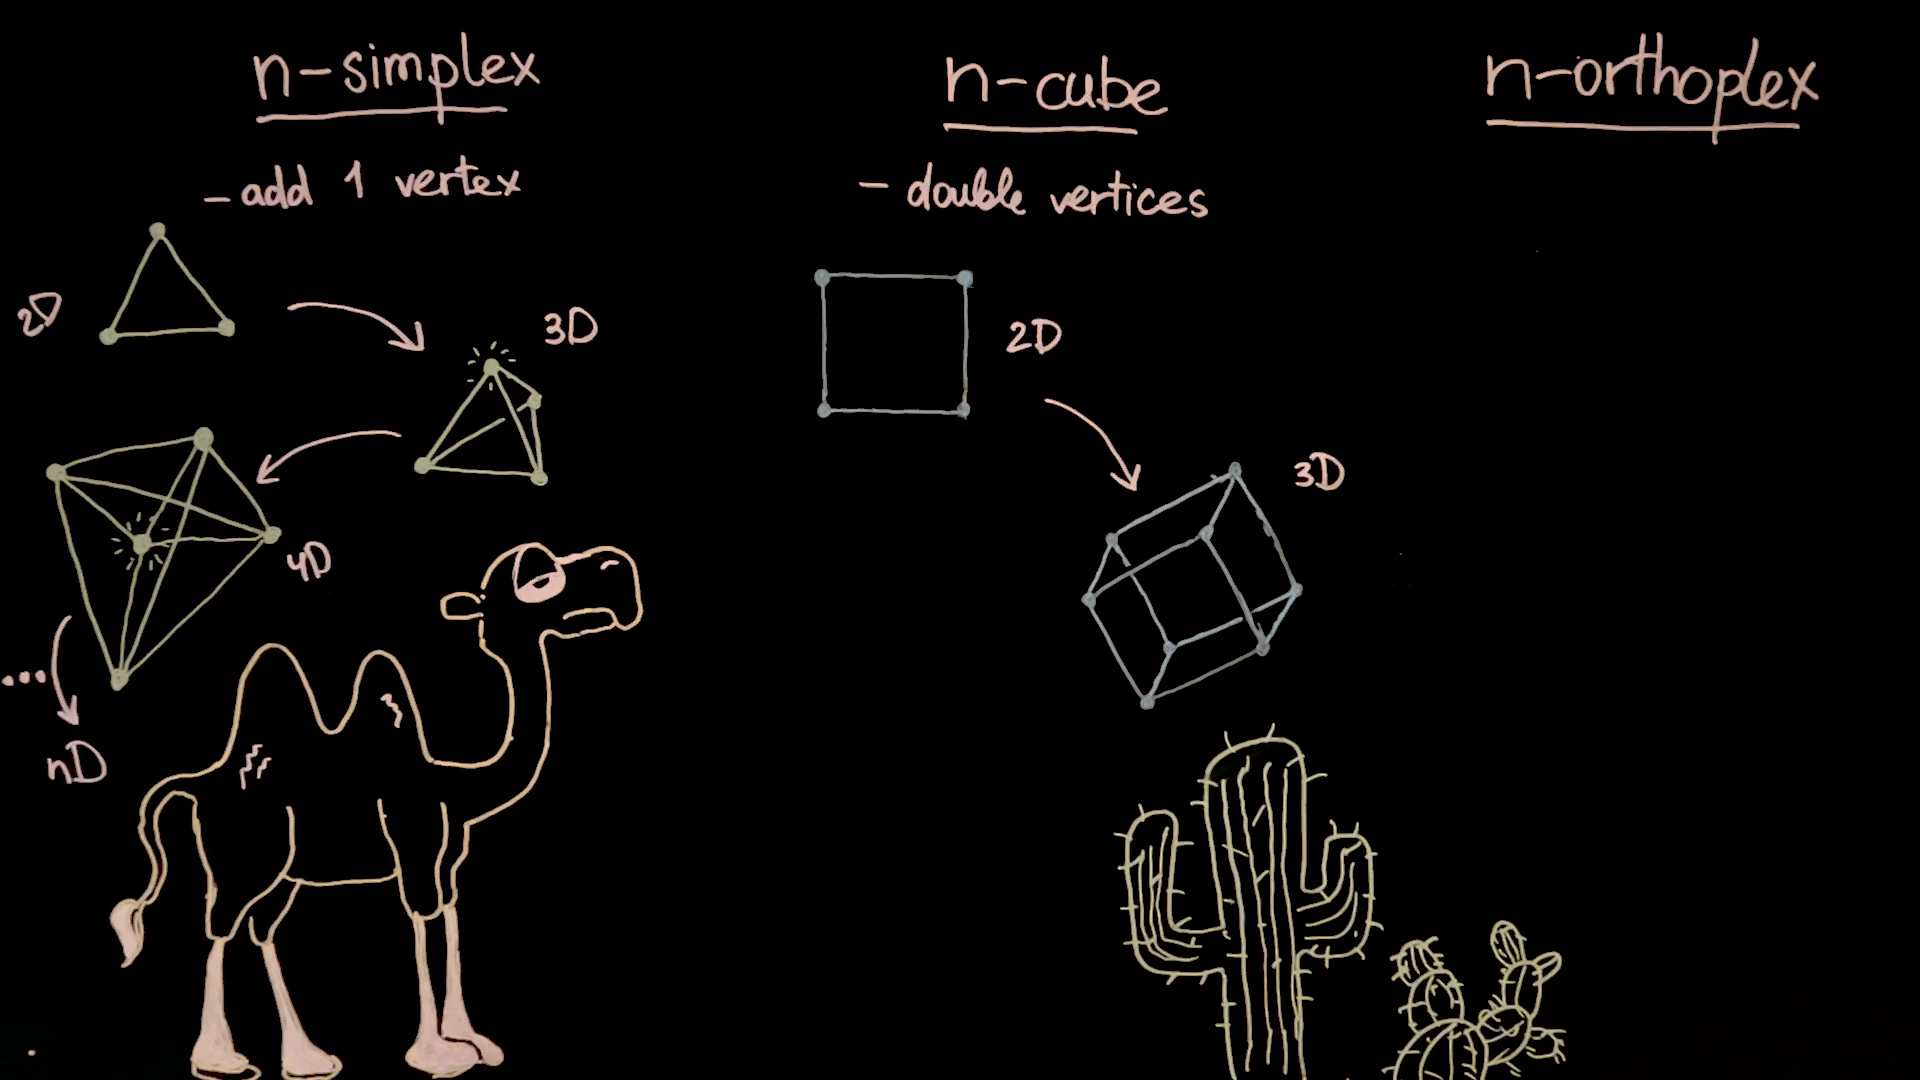 n-simplex
- add 1 vertex
2D
3D
4D
...
nD
n-cube
- double vertices
2D
3D
n-orthoplex